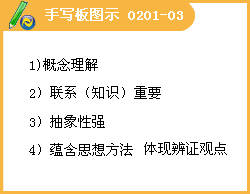 手写板图示 0201-03
1)概念理解
2) 联系（知识）重要
3) 抽象性强
4) 蕴含思想方法 体现辨证观点